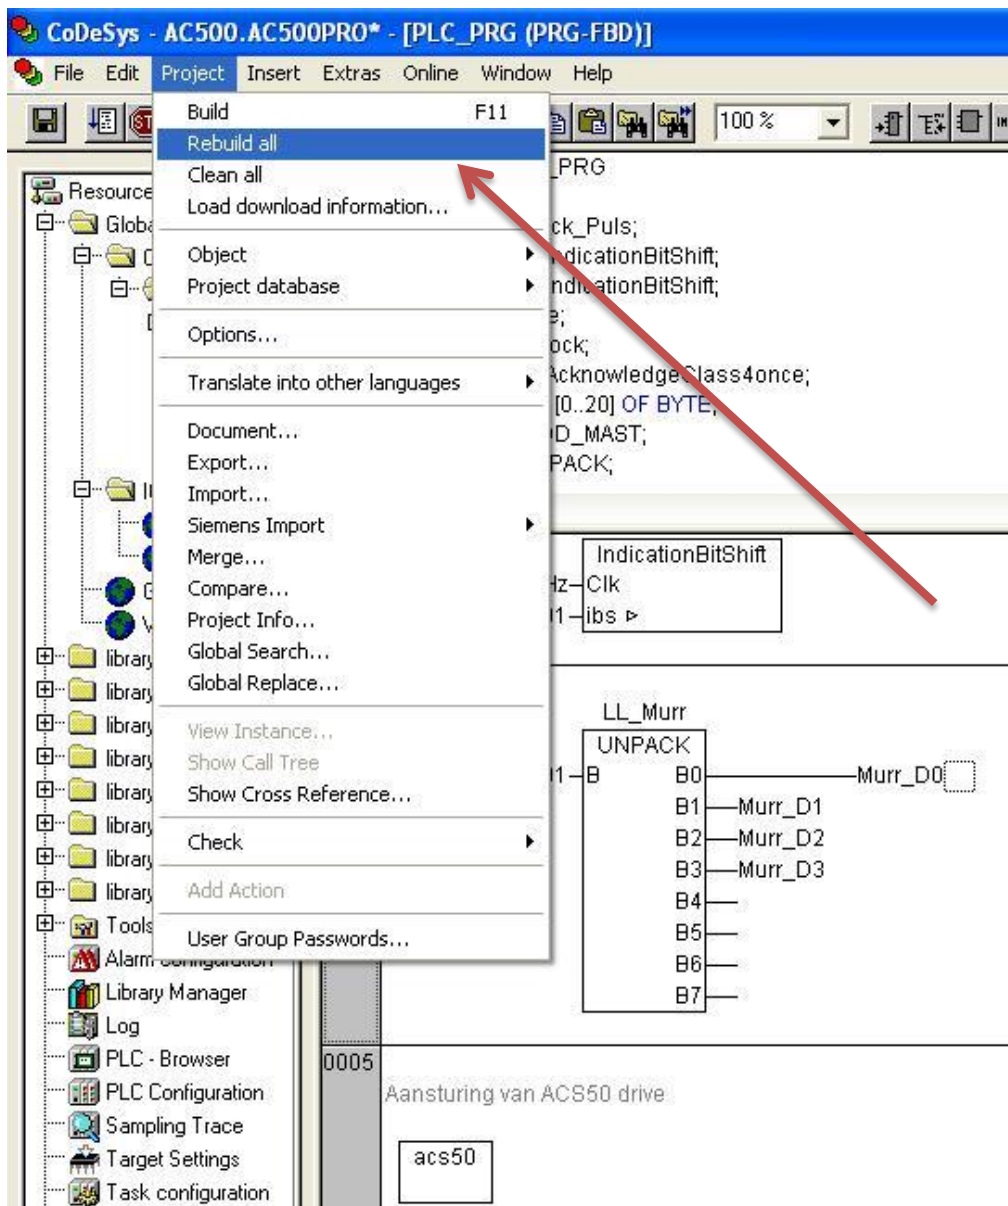 CoDeSys - AC500.AC500PRO* - [PLC_PRG (PRG-FBD)]
File Edit Project Insert Extras Online Window Help
100 %
Build F11
Rebuild all
Clean all
Load download information...
Object
Project database
Options...
Translate into other languages
Document...
Export...
Import...
Siemens Import
Merge...
Compare...
Project Info...
Global Search...
Global Replace...
View Instance...
Show Call Tree
Show Cross Reference...
Check
Add Action
User Group Passwords...
Resource
Globa
library
library
library
library
library
library
library
library
Tools
Alarm configuration
Library Manager
Log
PLC - Browser
PLC Configuration
Sampling Trace
Target Settings
Task configuration
_PRG
ck_Puls;
ndicationBitShift;
ndicationBitShift;
e;
ock;
AcknowledgeClass4once;
[0..20] OF BYTE;
D_MAST;
PACK;
IndicationBitShift
Hz Clk
1 ibs
LL_Murr
UNPACK
1 B B0 Murr_D0
B1 Murr_D1
B2 Murr_D2
B3 Murr_D3
B4
B5
B6
B7
0005
Aansturing van ACS50 drive
acs50